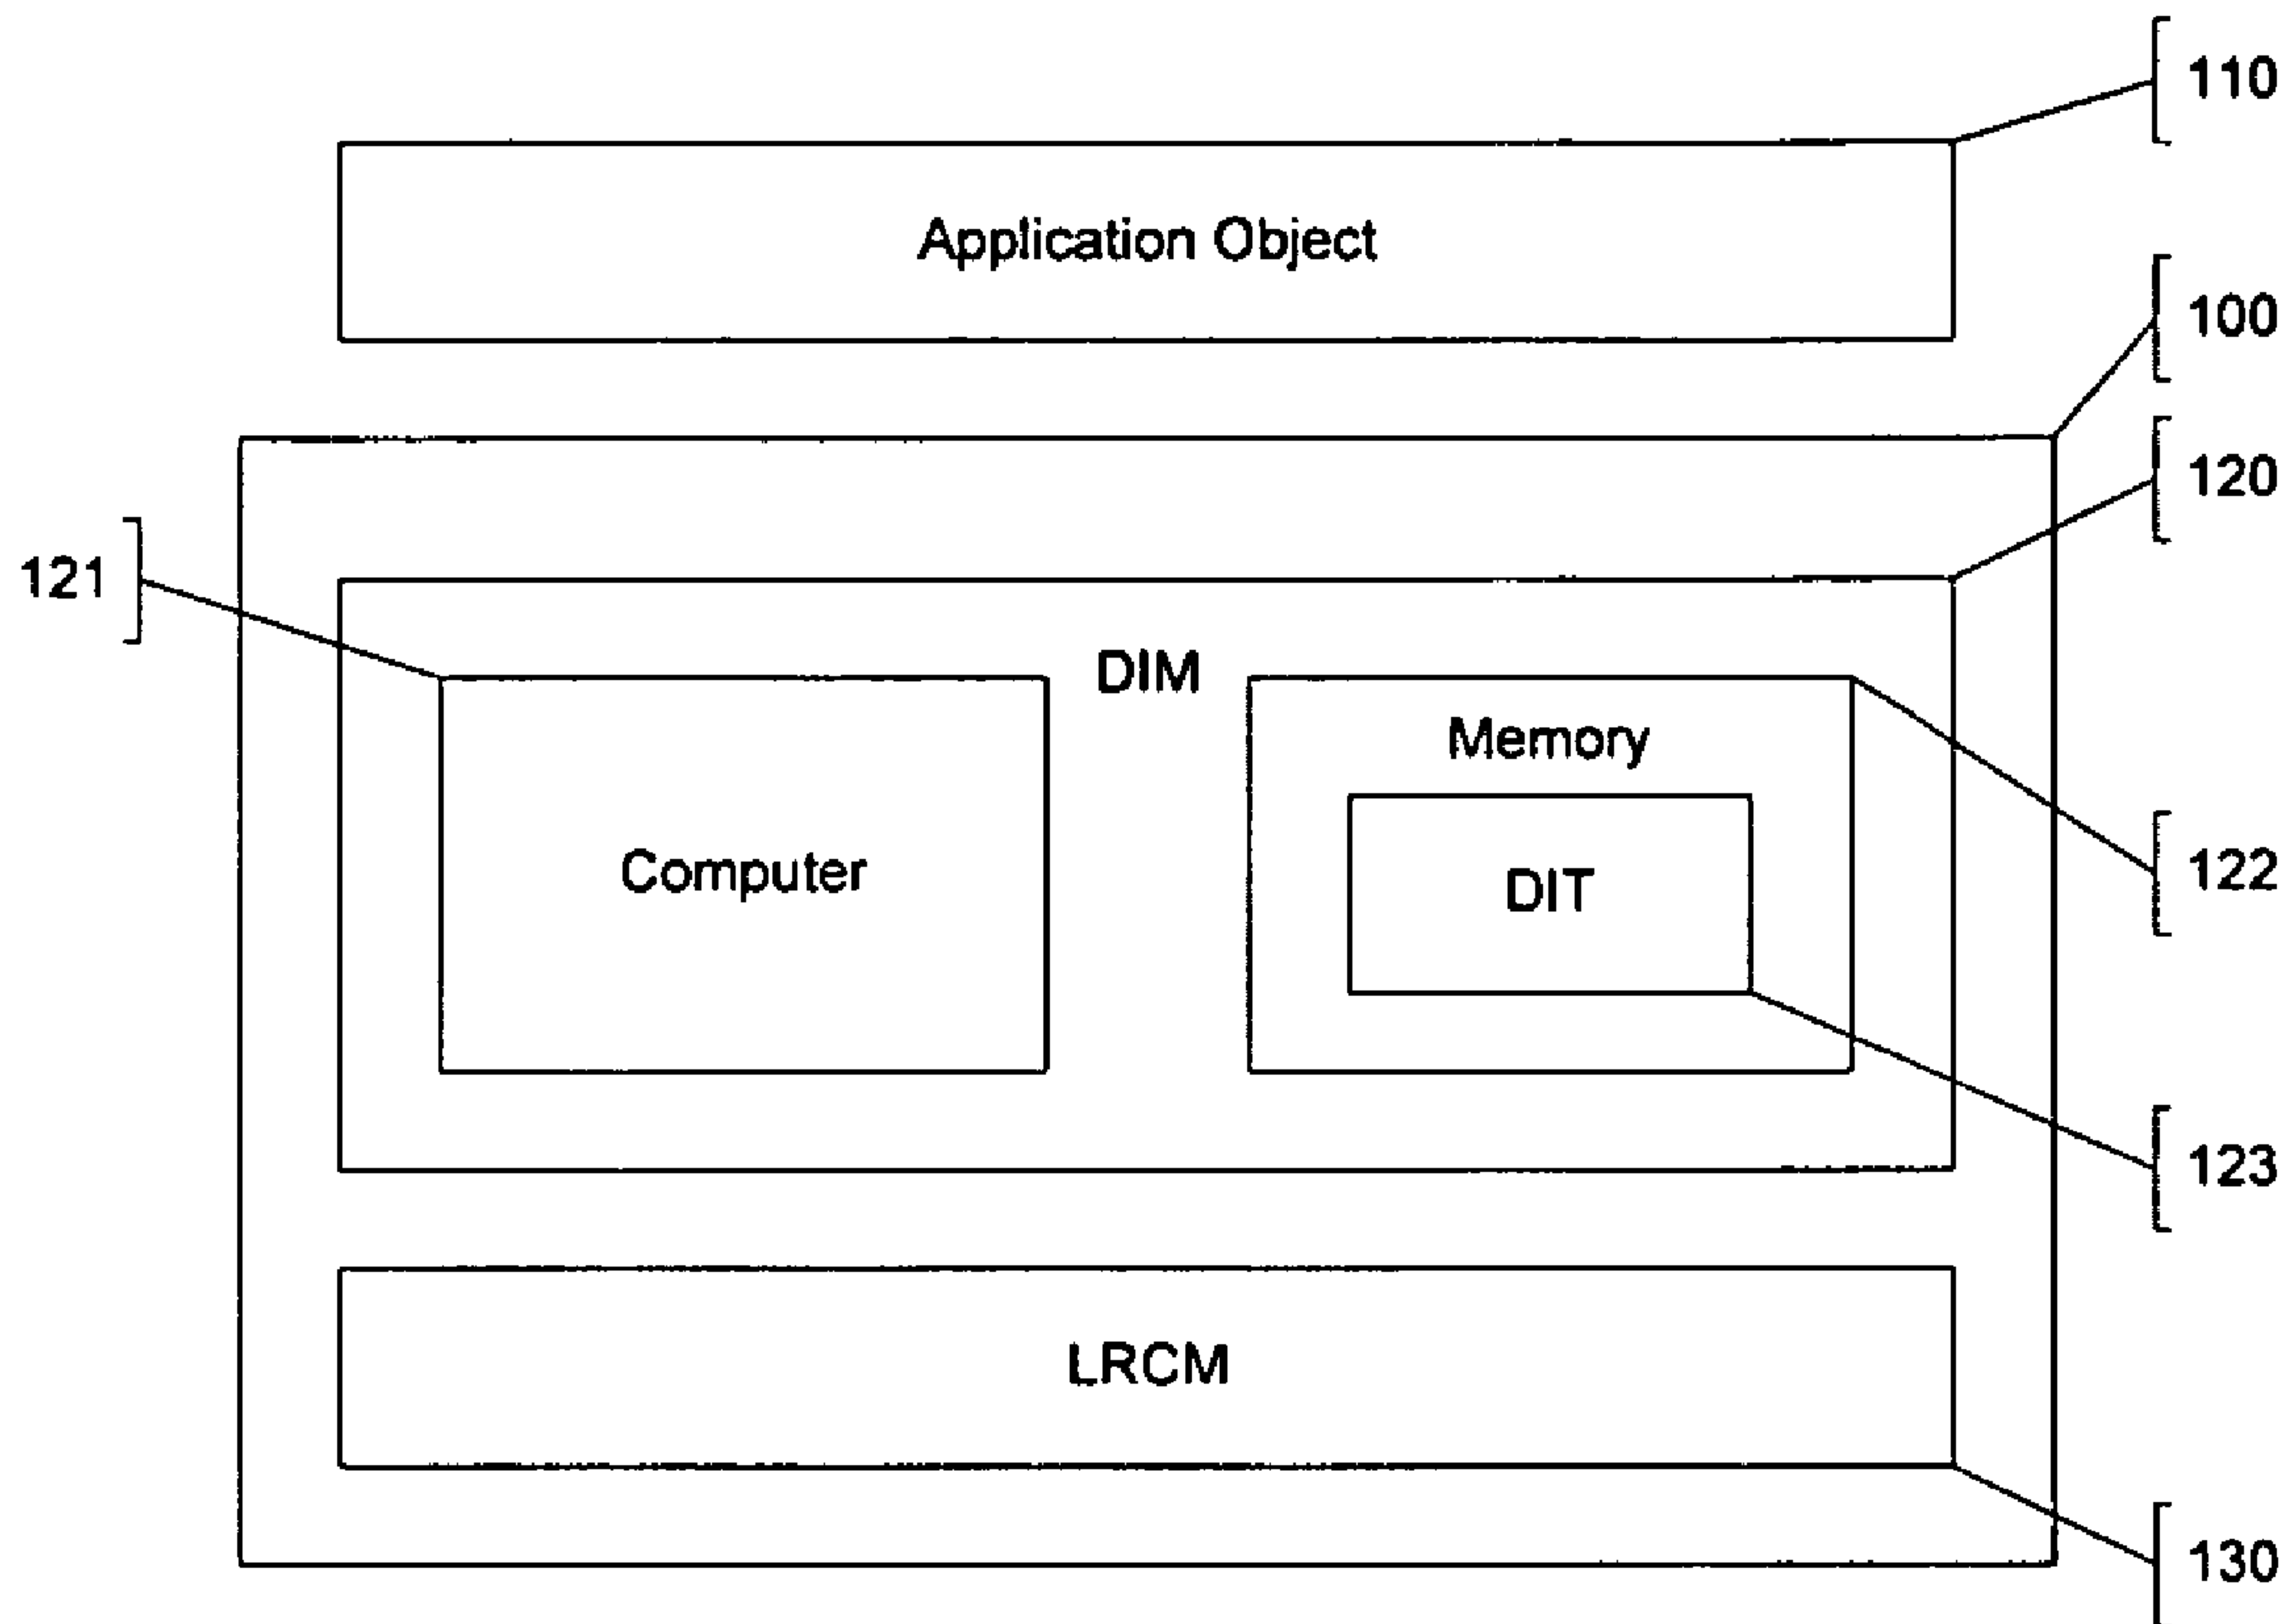 110
Application Object
100
120
121
DIM
Memory
Computer
DIT
122
123
LRCM
130